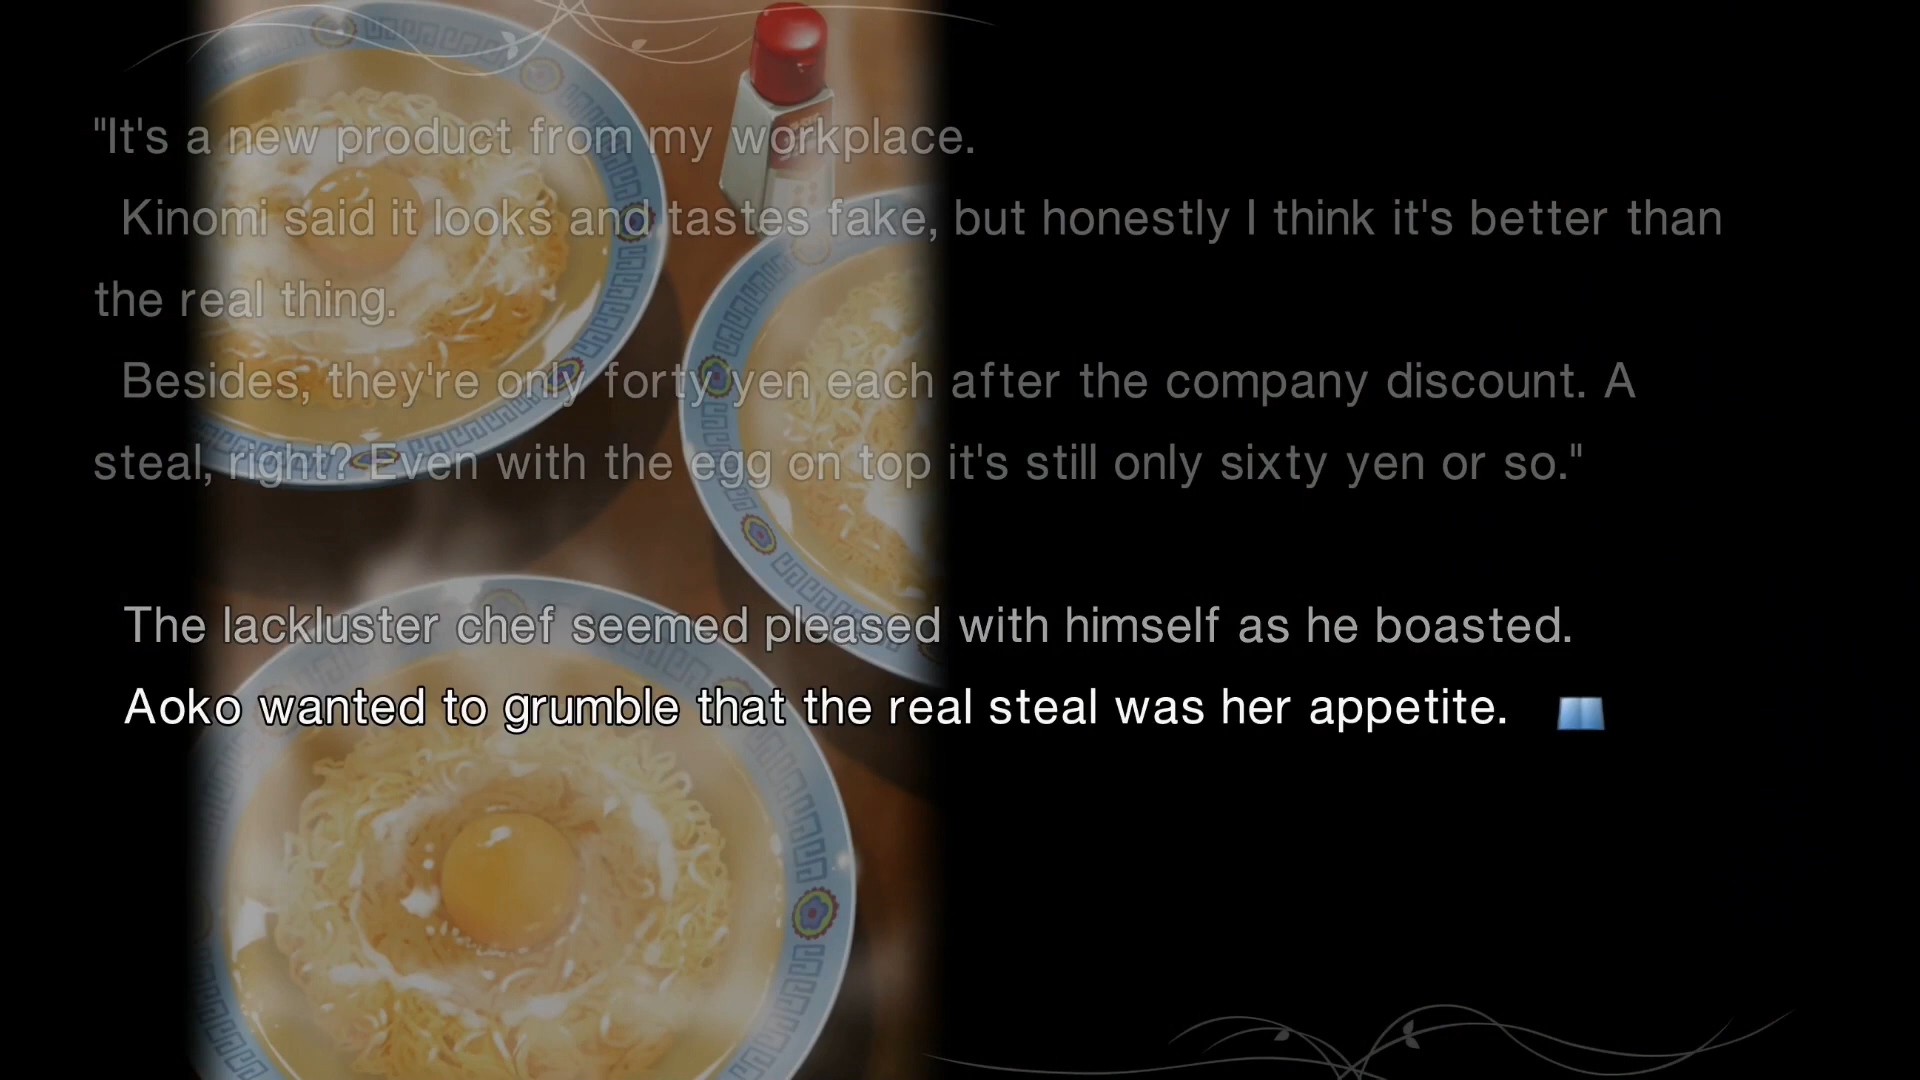 "It's a new product from my workplace.
Kinomi said it looks and tastes fake, but honestly I think it's better than
the real thing.
Besides, they're only forty yen each after the company discount. A
steal, right? Even with the egg on top it's still only sixty yen or so."
The lackluster chef seemed pleased with himself as he boasted.
Aoko wanted to grumble that the real steal was her appetite.